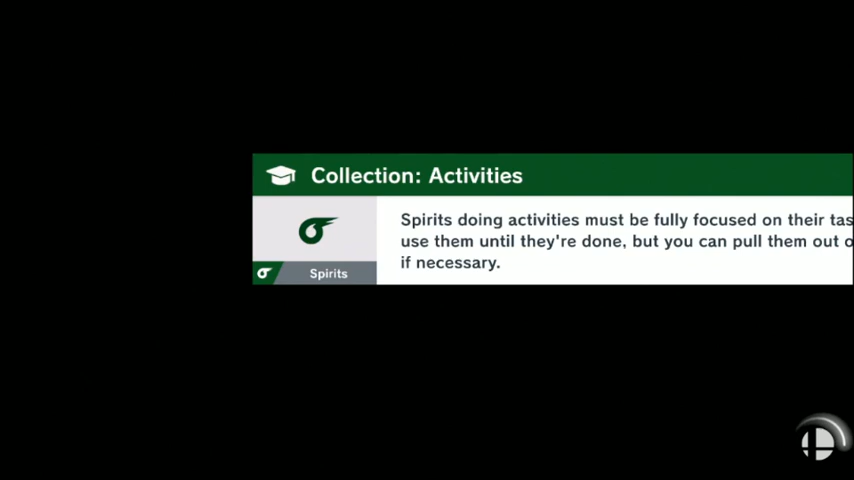 Collection: Activities
Spirits doing activities must be fully focused on their
use them until they're done, but you can pull them out
if necessary.
Spirits